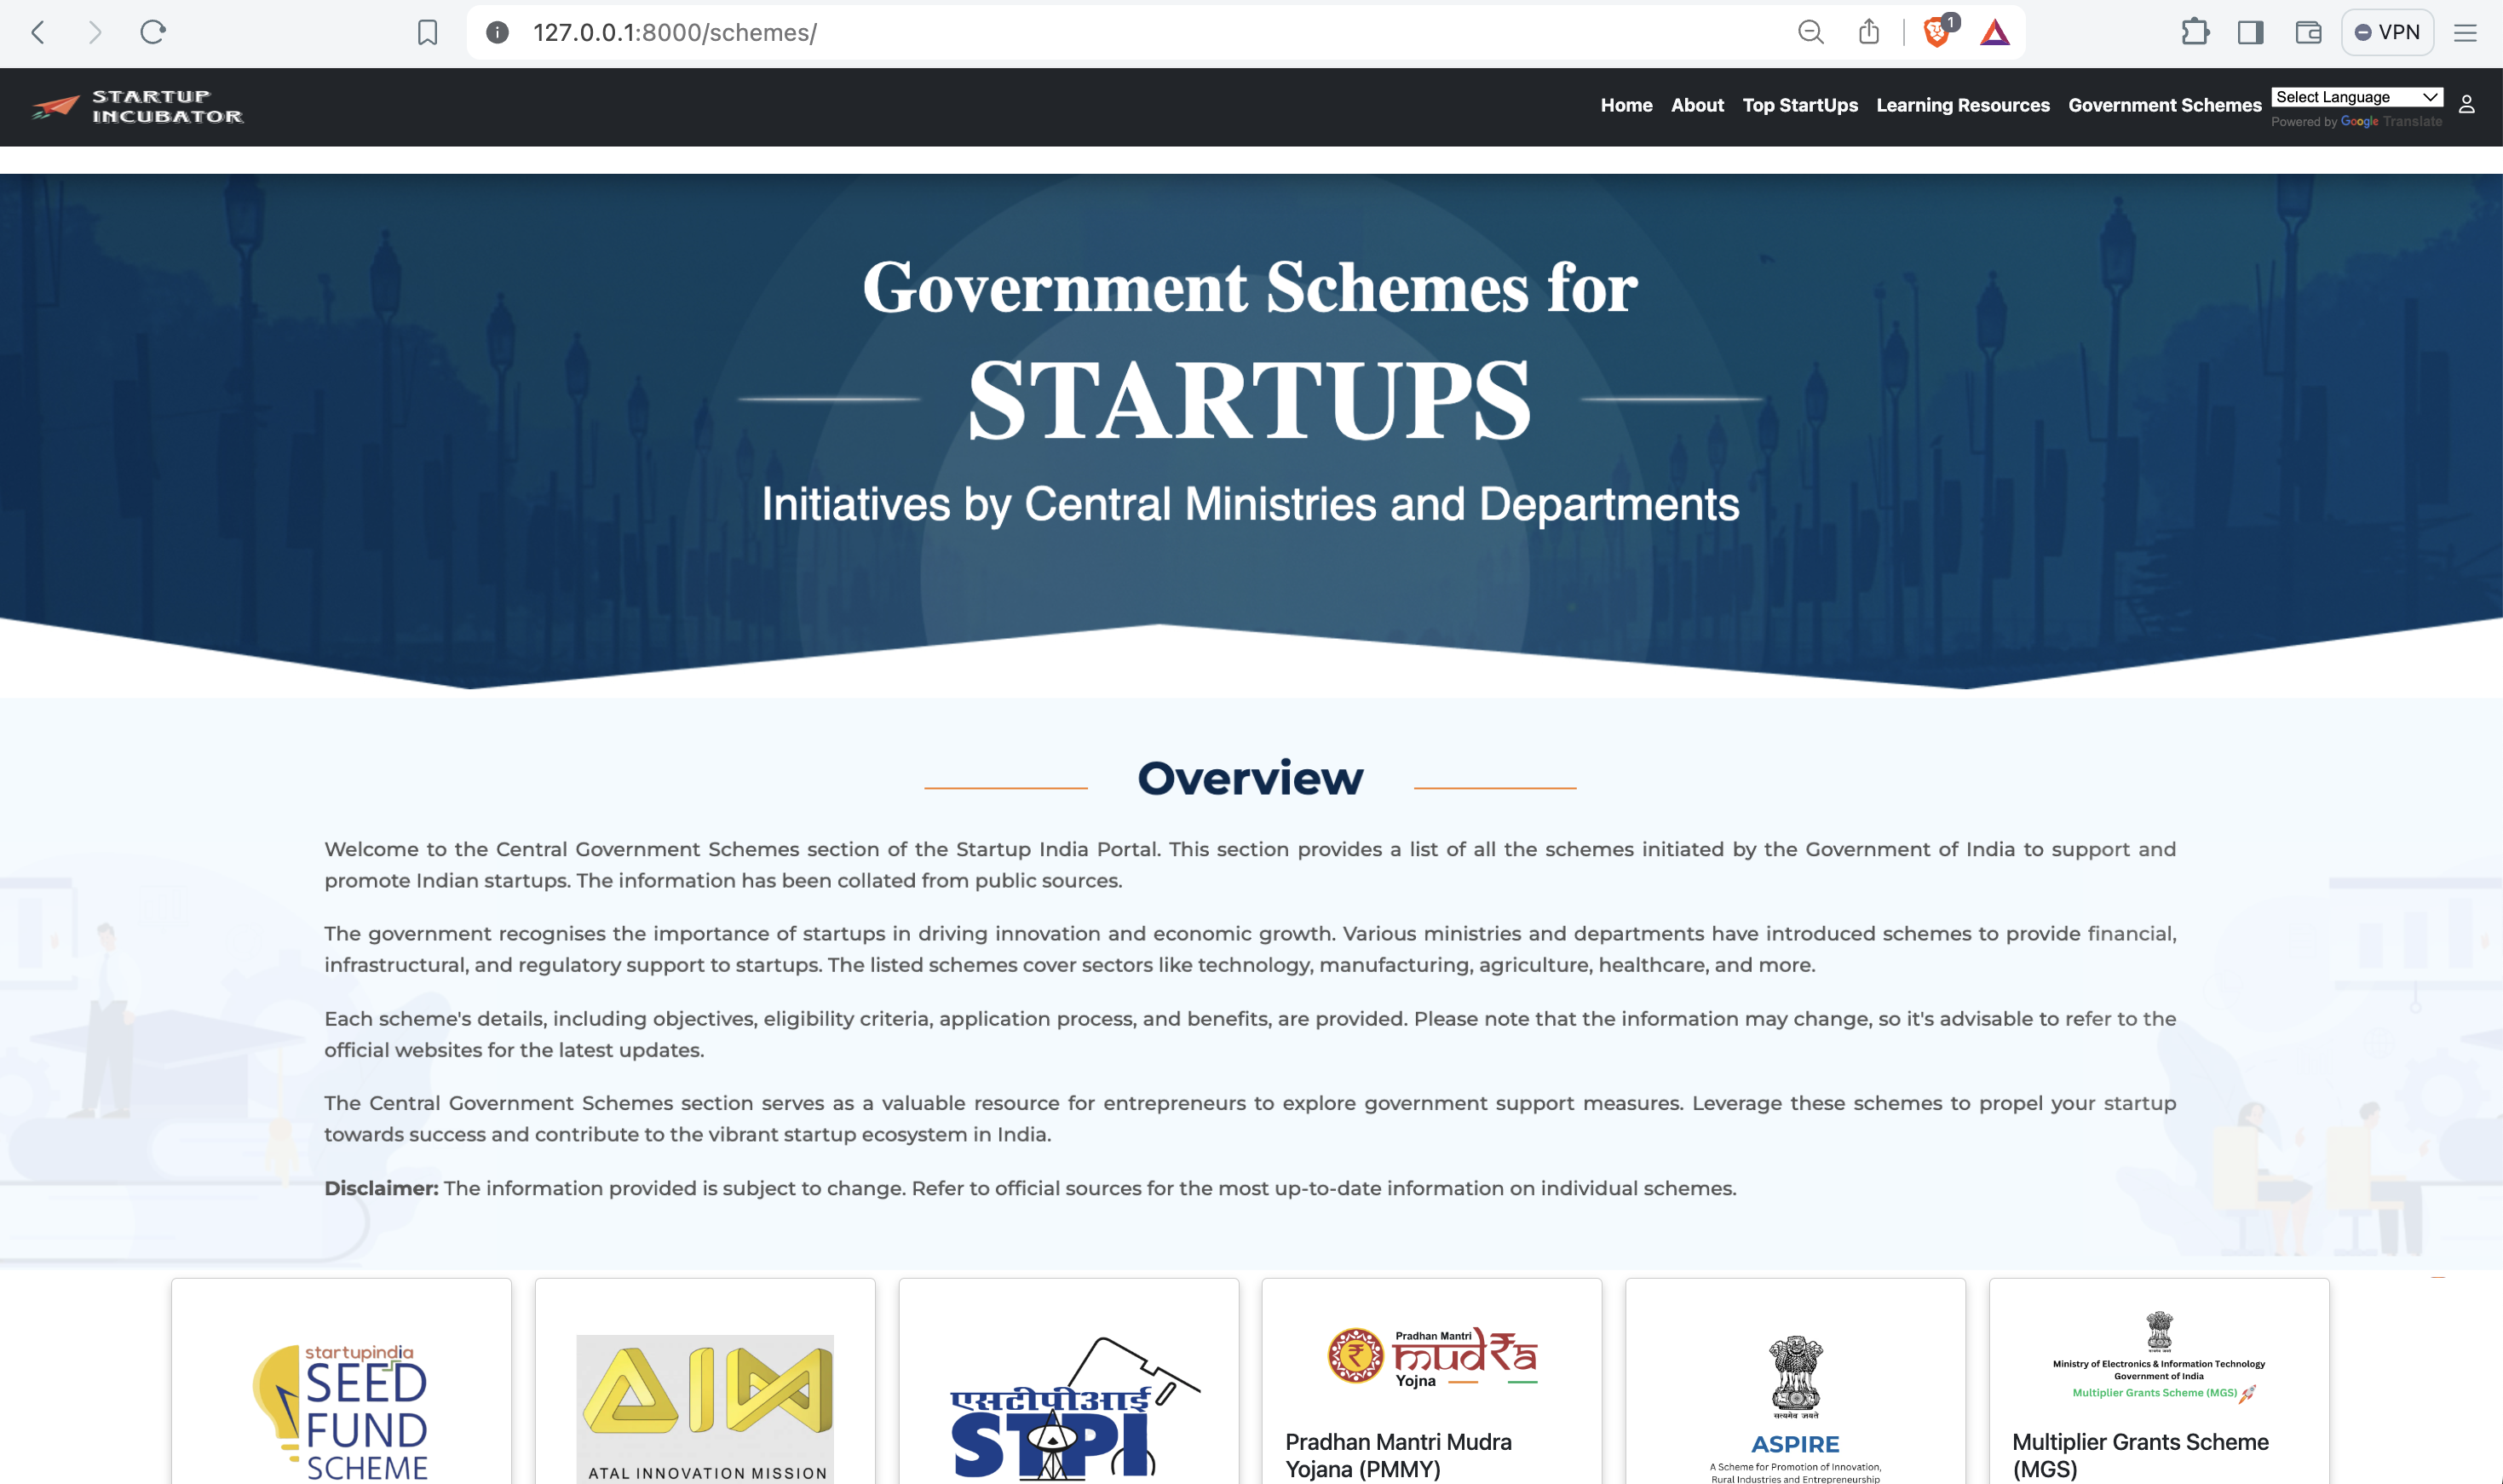 127.0.0.1:8000/schemes/
1
VPN
STARTUP
INCUBATOR
Home About Top StartUps Learning Resources Government Schemes
Select Language
Powered by Google Translate
Government Schemes for
STARTUPS
Initiatives by Central Ministries and Departments
Overview
Welcome to the Central Government Schemes section of the Startup India Portal. This section provides a list of all the schemes initiated by the Government of India to support and
promote Indian startups. The information has been collated from public sources.
The government recognises the importance of startups in driving innovation and economic growth. Various ministries and departments have introduced schemes to provide financial,
infrastructural, and regulatory support to startups. The listed schemes cover sectors like technology, manufacturing, agriculture, healthcare, and more.
Each scheme's details, including objectives, eligibility criteria, application process, and benefits, are provided. Please note that the information may change, so it's advisable to refer to the
official websites for the latest updates.
The Central Government Schemes section serves as a valuable resource for entrepreneurs to explore government support measures. Leverage these schemes to propel your startup
towards success and contribute to the vibrant startup ecosystem in India.
Disclaimer: The information provided is subject to change. Refer to official sources for the most up-to-date information on individual schemes.
startupindia
SEED
FUND
SCHEME
AIM
ATAL INNOVATION MISSION
एसटीपीआई
STPI
Pradhan Mantri
mudra
Yojna
Pradhan Mantri Mudra
Yojana (PMMY)
सत्यमेव जयते
ASPIRE
A Scheme for Promotion of Innovation,
Rural Industries and Entrepreneurship
Ministry of Electronics & Information Technology
Government of India
Multiplier Grants Scheme (MGS)
Multiplier Grants Scheme
(MGS)